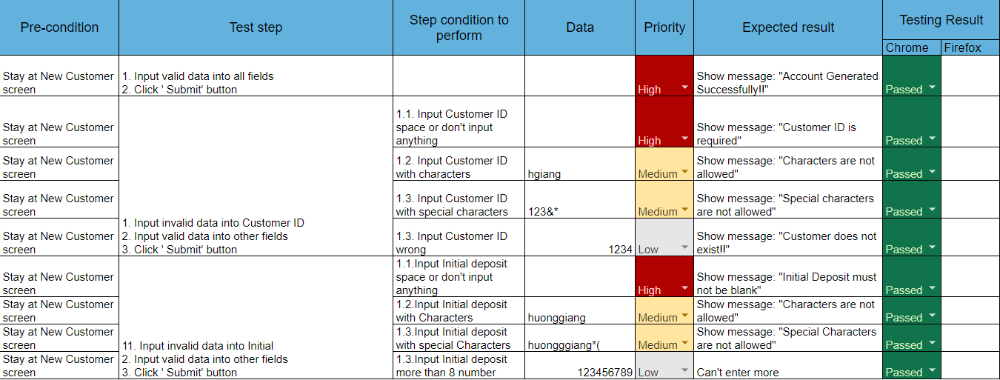 Pre-condition
Test step
Step condition to
perform
Data
Priority
Expected result
Testing Result
Chrome
Firefox
Stay at New Customer
screen
1. Input valid data into all fields
2. Click ' Submit' button
High
Show message: "Account Generated
Successfully!!"
Passed
Stay at New Customer
screen
1. Input invalid data into Customer ID
2. Input valid data into other fields
3. Click ' Submit' button
1.1. Input Customer ID
space or don't input
anything
High
Show message: "Customer ID is
required"
Passed
Stay at New Customer
screen
1.2. Input Customer ID
with characters
hgiang
Medium
Show message: "Characters are not
allowed"
Passed
Stay at New Customer
screen
1.3. Input Customer ID
with special characters
123&*
Medium
Show message: "Special characters
are not allowed"
Passed
Stay at New Customer
screen
1.3. Input Customer ID
wrong
1234
Low
Show message: "Customer does not
exist!!"
Passed
Stay at New Customer
screen
11. Input invalid data into Initial
2. Input valid data into other fields
3. Click ' Submit' button
1.1.Input Initial deposit
space or don't input
anything
High
Show message: "Initial Deposit must
not be blank"
Passed
Stay at New Customer
screen
1.2.Input Initial deposit
with Characters
huonggiang
Medium
Show message: "Characters are not
allowed"
Passed
Stay at New Customer
screen
1.3.Input Initial deposit
with special Characters
huongggiang*(
Medium
Show message: "Special Characters
are not allowed"
Passed
Stay at New Customer
screen
1.3.Input Initial deposit
more than 8 number
123456789
Low
Can't enter more
Passed